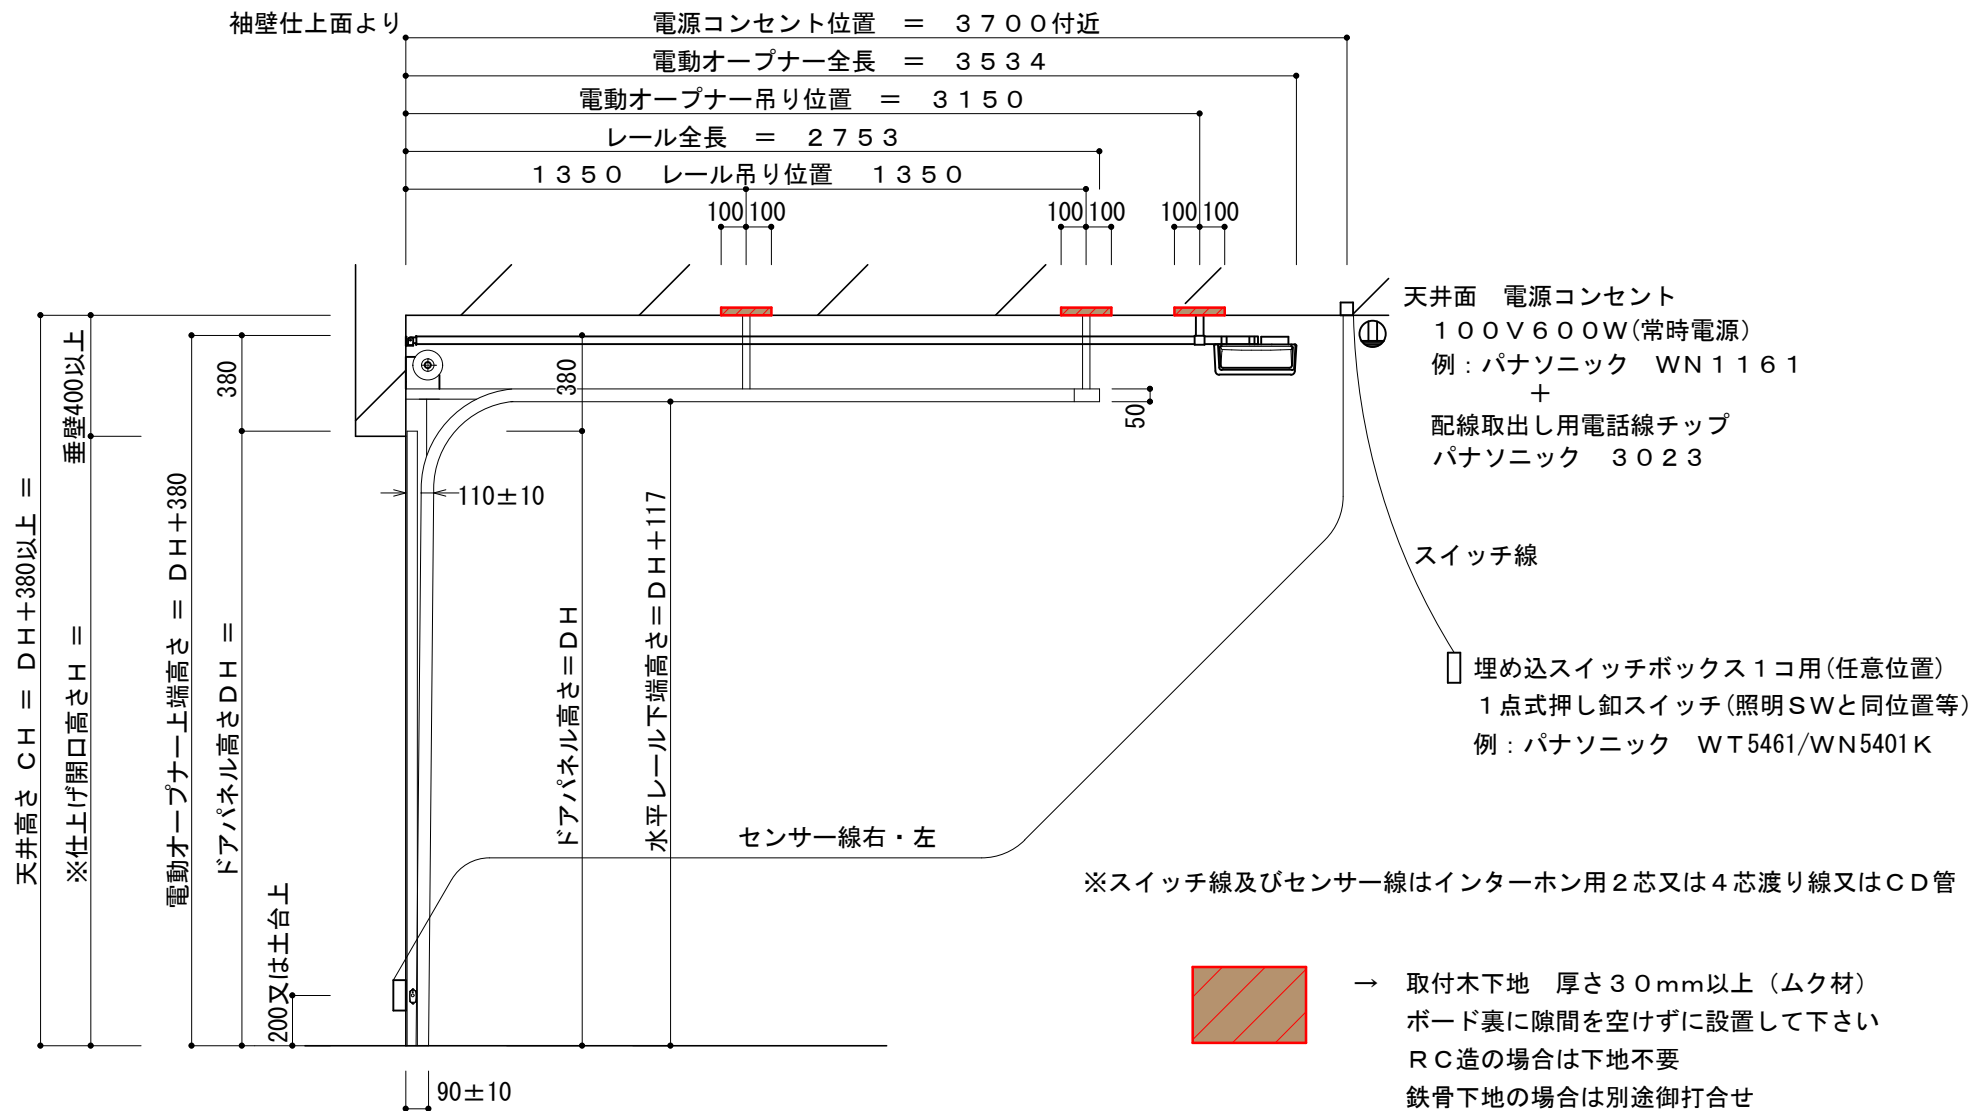 袖壁仕上面より
電源コンセント位置 ＝ ３７００付近
電動オープナー全長 ＝ ３５３４
電動オープナー吊り位置 ＝ ３１５０
レール全長 ＝ ２７５３
１３５０ レール吊り位置 １３５０
100 100
100 100
100 100
天井面 電源コンセント
１００Ｖ６００Ｗ(常時電源)
例：パナソニック ＷＮ１１６１
＋
配線取出し用電話線チップ
パナソニック ３０２３
天井高さ ＣＨ ＝ ＤＨ＋380以上 ＝
垂壁400以上
※仕上げ開口高さＨ ＝
電動オープナー上端高さ ＝ ＤＨ＋380
380
ドアパネル高さＤＨ ＝
200又は土台上
380
ドアパネル高さ＝ＤＨ
水平レール下端高さ＝ＤＨ＋117
50
110±10
90±10
スイッチ線
センサー線右・左
埋め込スイッチボックス１コ用(任意位置)
１点式押し釦スイッチ(照明ＳＷと同位置等)
例：パナソニック ＷＴ5461/ＷＮ5401Ｋ
※スイッチ線及びセンサー線はインターホン用２芯又は４芯渡り線又はＣＤ管
→ 取付木下地 厚さ３０mm以上（ムク材）
ボード裏に隙間を空けずに設置して下さい
ＲＣ造の場合は下地不要
鉄骨下地の場合は別途御打合せ